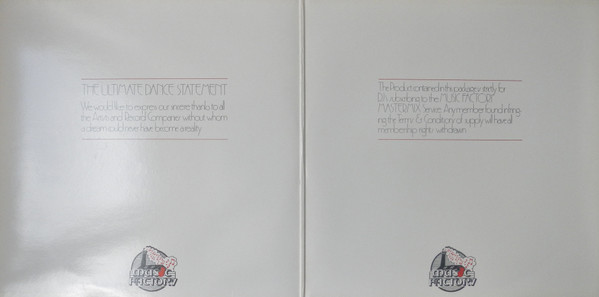 THE ULTIMATE DANCE STATEMENT
We would like to express our sincere thanks to all
the Artists and Record Companies without whom
a dream could never have become a reality
MUSIC
FACTORY
The Product contained in this package is strictly for
DJ's subscribing to the MUSIC FACTORY
MASTERMIX Service. Any member found infring-
ing the Terms & Conditions of supply will have all
membership rights withdrawn
MUSIC
FACTORY